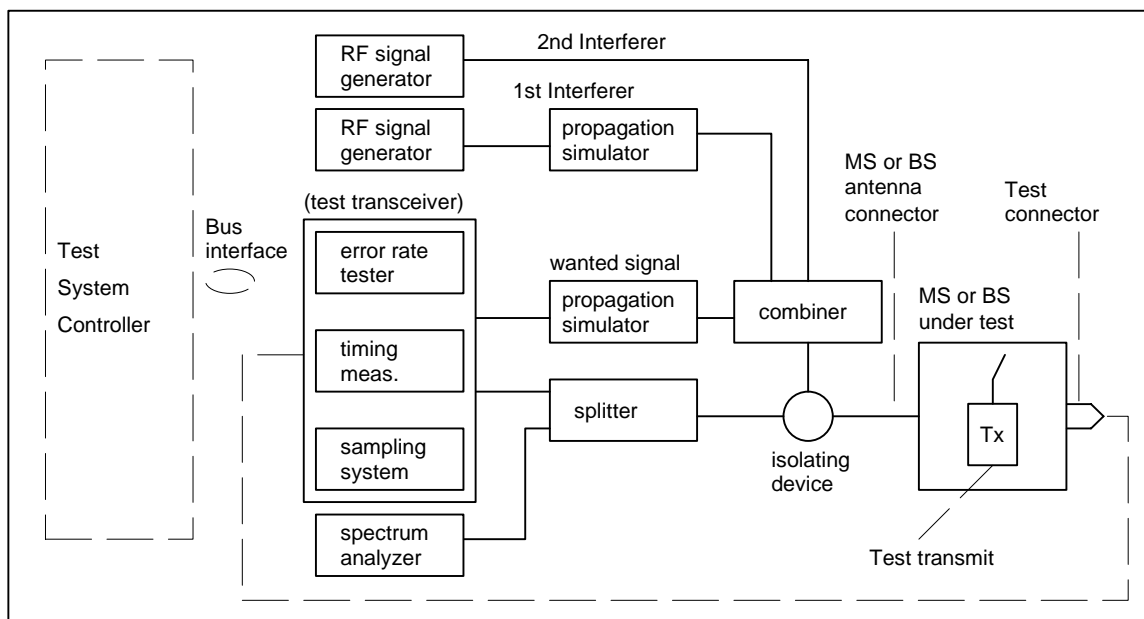 RF signal
generator
2nd Interferer
1st Interferer
RF signal
generator
propagation
simulator
MS or BS
antenna
connector
Test
connector
(test transceiver)
Bus
interface
Test
System
Controller
error rate
tester
wanted signal
propagation
simulator
combiner
MS or BS
under test
timing
meas.
splitter
Tx
sampling
system
isolating
device
spectrum
analyzer
Test transmit